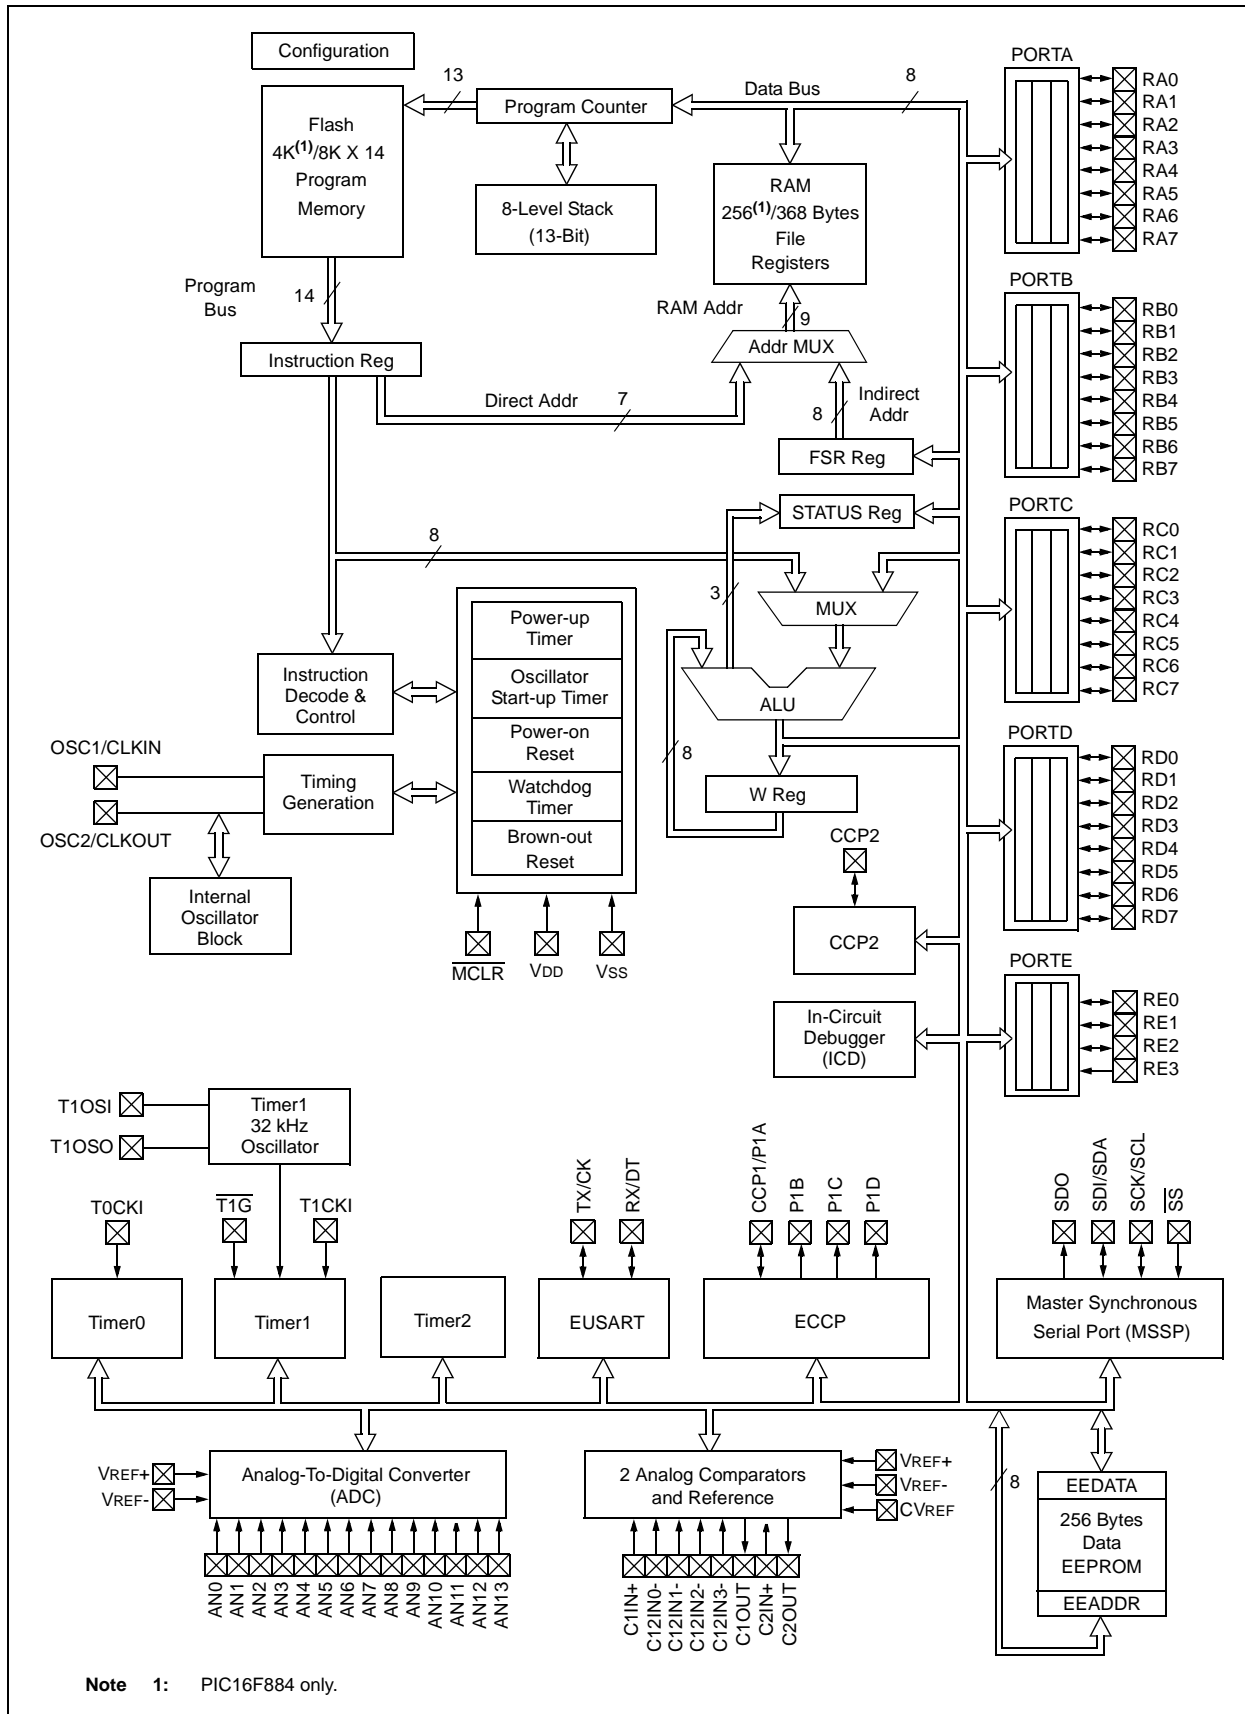 Configuration
Flash
4K(1)/8K X 14
Program
Memory
13
Program Counter
Data Bus
8
8-Level Stack
(13-Bit)
RAM
256(1)/368 Bytes
File
Registers
Program
Bus
14
RAM Addr
9
Addr MUX
Instruction Reg
Direct Addr
7
Indirect
Addr
8
FSR Reg
STATUS Reg
8
3
MUX
ALU
8
W Reg
Instruction
Decode &
Control
Power-up
Timer
Oscillator
Start-up Timer
Power-on
Reset
Watchdog
Timer
Brown-out
Reset
OSC1/CLKIN
OSC2/CLKOUT
Timing
Generation
Internal
Oscillator
Block
MCLR
VDD
VSS
CCP2
CCP2
In-Circuit
Debugger
(ICD)
PORTA
RA0
RA1
RA2
RA3
RA4
RA5
RA6
RA7
PORTB
RB0
RB1
RB2
RB3
RB4
RB5
RB6
RB7
PORTC
RC0
RC1
RC2
RC3
RC4
RC5
RC6
RC7
PORTD
RD0
RD1
RD2
RD3
RD4
RD5
RD6
RD7
PORTE
RE0
RE1
RE2
RE3
T1OSI
T1OSO
Timer1
32 kHz
Oscillator
T0CKI
T1G
T1CKI
TX/CK
RX/DT
CCP1/P1A
P1B
P1C
P1D
SDO
SDI/SDA
SCK/SCL
SS
Timer0
Timer1
Timer2
EUSART
ECCP
Master Synchronous
Serial Port (MSSP)
VREF+
VREF-
Analog-To-Digital Converter
(ADC)
AN0
AN1
AN2
AN3
AN4
AN5
AN6
AN7
AN8
AN9
AN10
AN11
AN12
AN13
2 Analog Comparators
and Reference
VREF+
VREF-
CVREF
C1IN+
C12IN0-
C12IN1-
C12IN2-
C12IN3-
C1OUT
C2IN+
C2OUT
8
EEDATA
256 Bytes
Data
EEPROM
EEADDR
Note 1: PIC16F884 only.